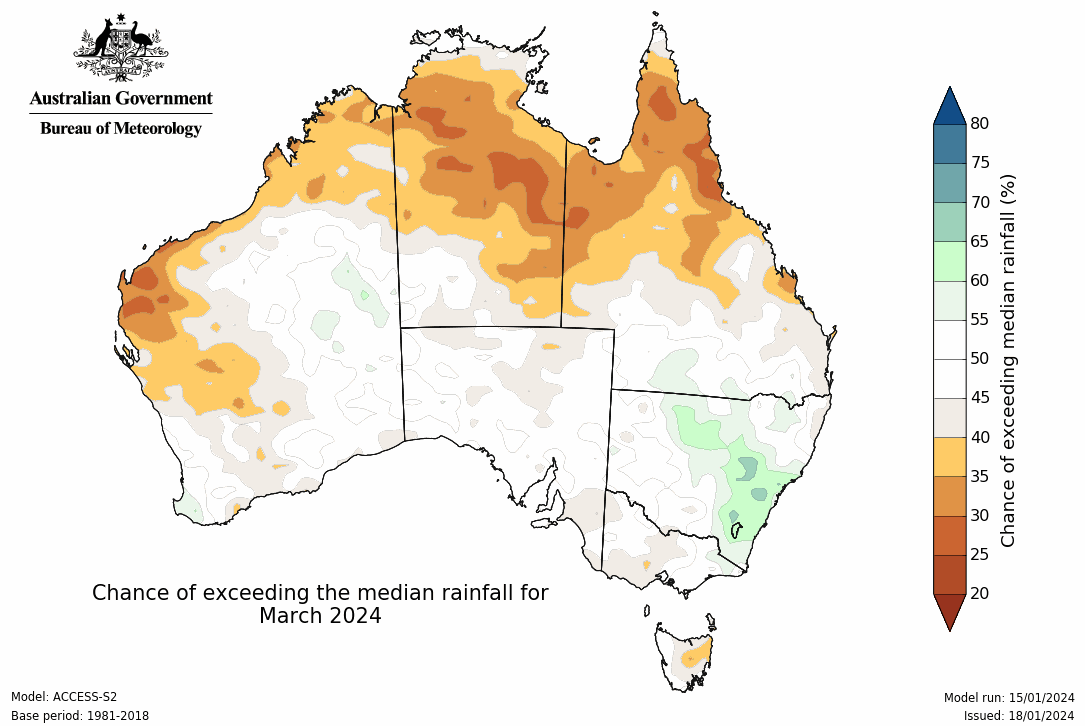 Australian Government
Bureau of Meteorology
80
75
70
65
60
55
50
45
40
35
30
25
20
Chance of exceeding median rainfall (%)
Chance of exceeding the median rainfall for
March 2024
Model: ACCESS-S2
Base period: 1981-2018
Model run: 15/01/2024
Issued: 18/01/2024